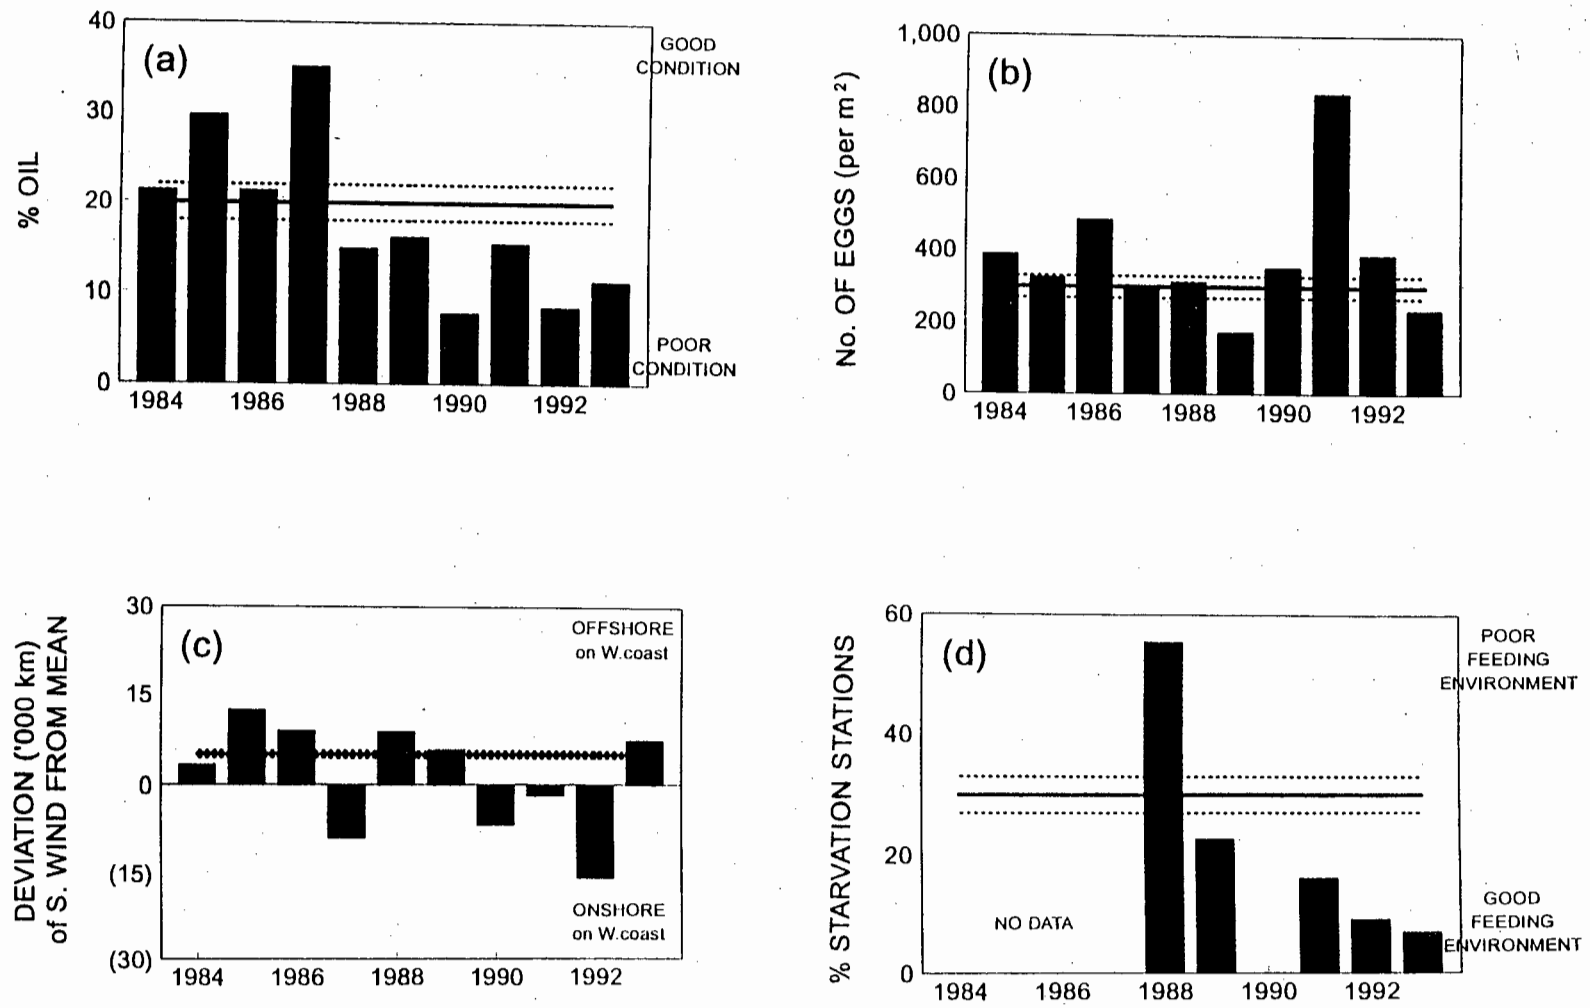 (a)
% OIL
40
30
20
10
0
GOOD
CONDITION
POOR
CONDITION
1984 1986 1988 1990 1992
(b)
No. OF EGGS (per m²)
1,000
800
600
400
200
0
1984 1986 1988 1990 1992
(c)
DEVIATION ('000 km)
of S. WIND FROM MEAN
30
15
0
(15)
(30)
OFFSHORE
on W.coast
ONSHORE
on W.coast
1984 1986 1988 1990 1992
(d)
% STARVATION STATIONS
60
40
20
0
POOR
FEEDING
ENVIRONMENT
NO DATA
GOOD
FEEDING
ENVIRONMENT
1984 1986 1988 1990 1992